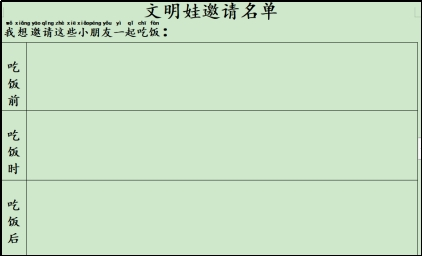 文明娃邀请名单
wǒ xiǎng yāo qǐng zhè xiē xiǎo péng yǒu yì qǐ chī fàn
我想邀请这些小朋友一起吃饭：
吃饭前
吃饭时
吃饭后